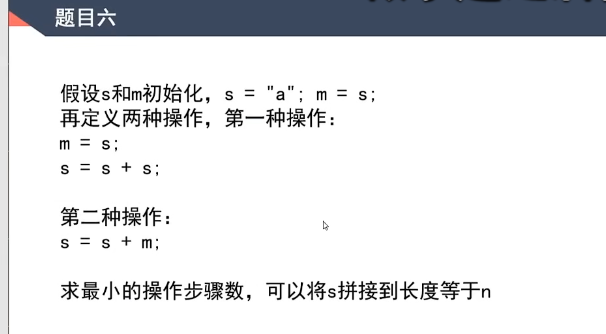 题目六
假设s和m初始化，s = "a"; m = s;
再定义两种操作，第一种操作：
m = s;
s = s + s;
第二种操作：
s = s + m;
求最小的操作步骤数，可以将s拼接到长度等于n